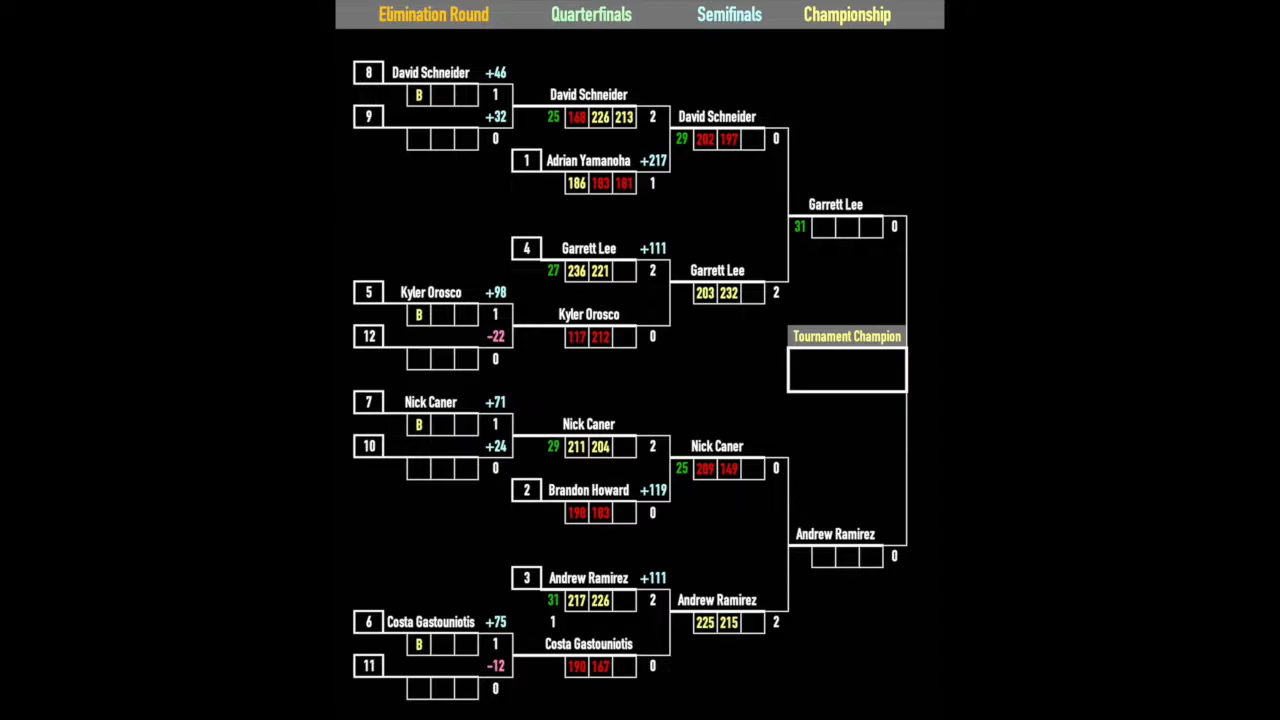 Elimination Round Quarterfinals Semifinals Championship
8 David Schneider +46
B 1
David Schneider
9 +32
25 168 226 213 2
David Schneider
0
29 202 197 0
1 Adrian Yamanoha +217
186 183 181 1
Garrett Lee
31 0
4 Garrett Lee +111
27 236 221 2
Garrett Lee
5 Kyler Orosco +98
203 232 2
B 1
Kyler Orosco
12 -22
117 212 0
Tournament Champion
0
7 Nick Caner +71
B 1
Nick Caner
10 +24
29 211 204 2
Nick Caner
0
25 209 149 0
2 Brandon Howard +119
198 183 0
Andrew Ramirez
0
3 Andrew Ramirez +111
31 217 226 2
Andrew Ramirez
6 Costa Gastouniotis +75
1
225 215 2
B 1
Costa Gastouniotis
11 -12
190 167 0
0